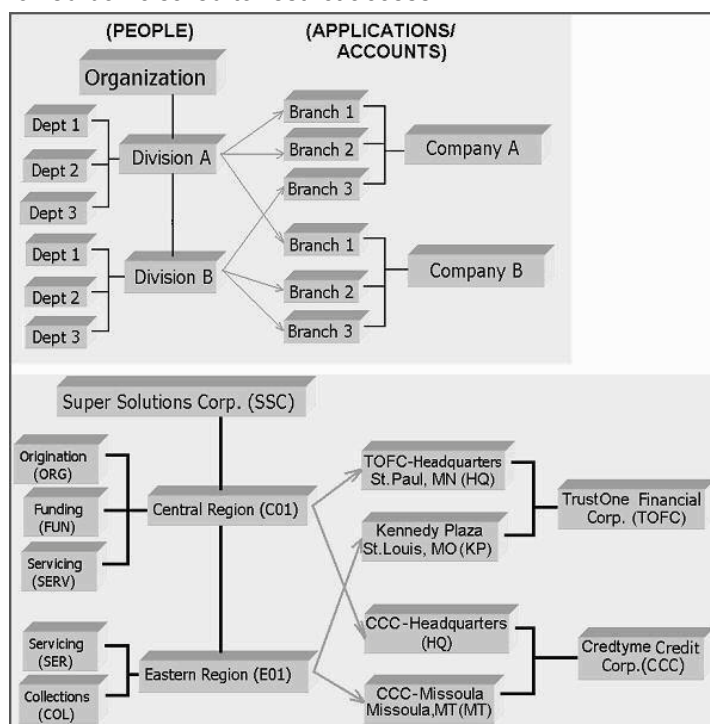 (PEOPLE)
(APPLICATIONS/
ACCOUNTS)
Organization
Dept 1
Dept 2
Dept 3
Division A
Dept 1
Dept 2
Dept 3
Division B
Branch 1
Branch 2
Branch 3
Company A
Branch 1
Branch 2
Branch 3
Company B
Super Solutions Corp. (SSC)
Origination
(ORG)
Funding
(FUN)
Servicing
(SERV)
Central Region (C01)
Servicing
(SER)
Collections
(COL)
Eastern Region (E01)
TOFC-Headquarters
St.Paul, MN (HQ)
Kennedy Plaza
St.Louis, MO (KP)
TrustOne Financial
Corp. (TOFC)
CCC-Headquarters
(HQ)
CCC-Missoula
Missoula,MT (MT)
Credtyme Credit
Corp.(CCC)